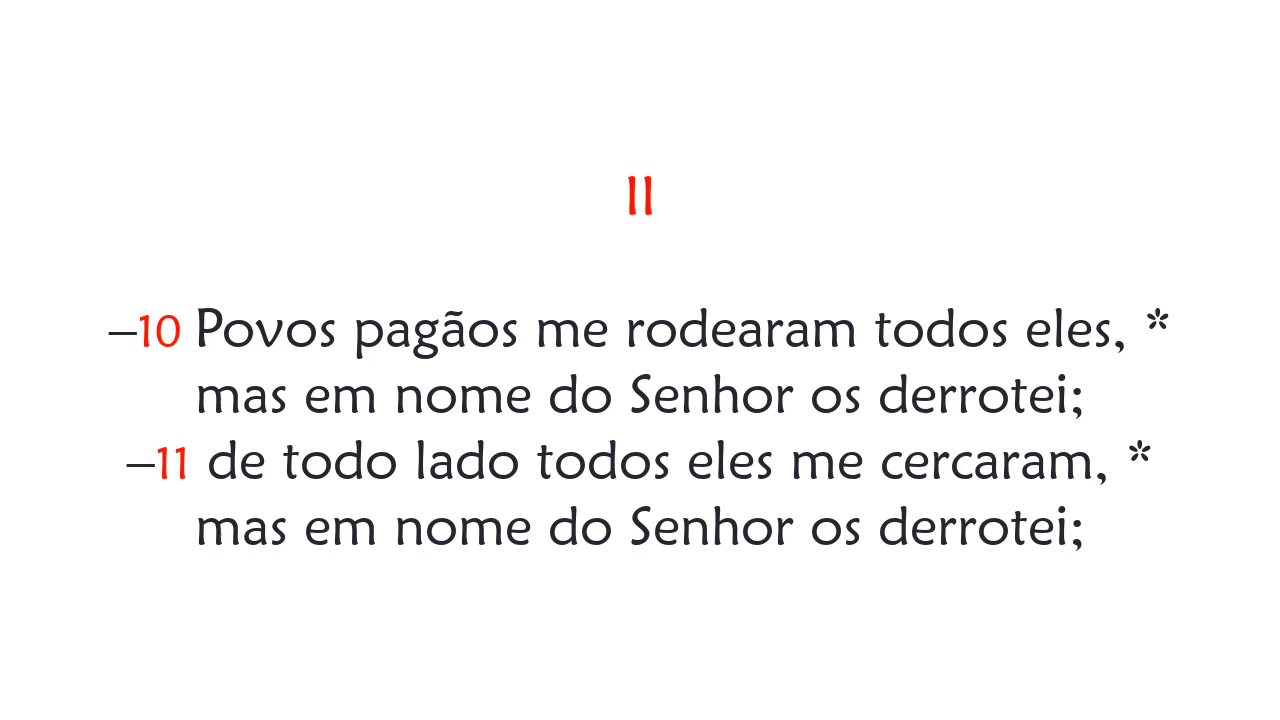 II
–10 Povos pagãos me rodearam todos eles, *
mas em nome do Senhor os derrotei;
–11 de todo lado todos eles me cercaram, *
mas em nome do Senhor os derrotei;